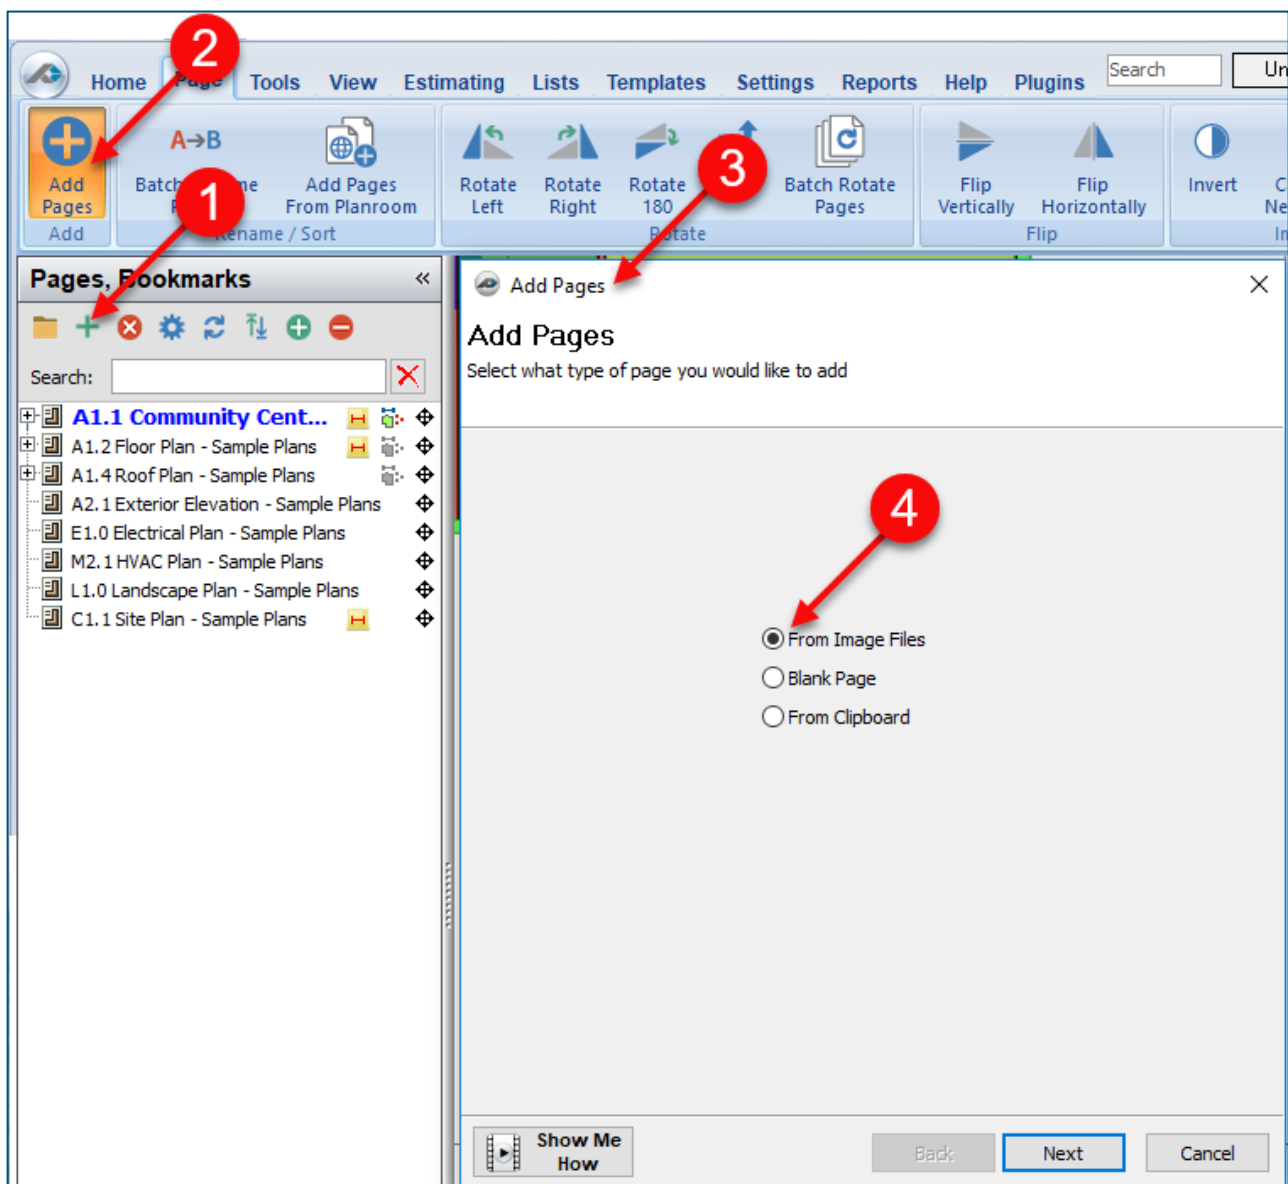 2
Home Page Tools View Estimating Lists Templates Settings Reports Help Plugins Search Un
A→B
Add Pages
Batch
Add Pages From Planroom
Rotate Left
Rotate Right
Rotate 180
Batch Rotate Pages
Flip Vertically
Flip Horizontally
Invert
Add
Rename / Sort
Rotate
Flip
1
3
Pages, Bookmarks «
Search:
A1.1 Community Cent...
A1.2 Floor Plan - Sample Plans
A1.4 Roof Plan - Sample Plans
A2.1 Exterior Elevation - Sample Plans
E1.0 Electrical Plan - Sample Plans
M2.1 HVAC Plan - Sample Plans
L1.0 Landscape Plan - Sample Plans
C1.1 Site Plan - Sample Plans
Add Pages
Add Pages
Select what type of page you would like to add
4
From Image Files
Blank Page
From Clipboard
Show Me
How
Back Next Cancel